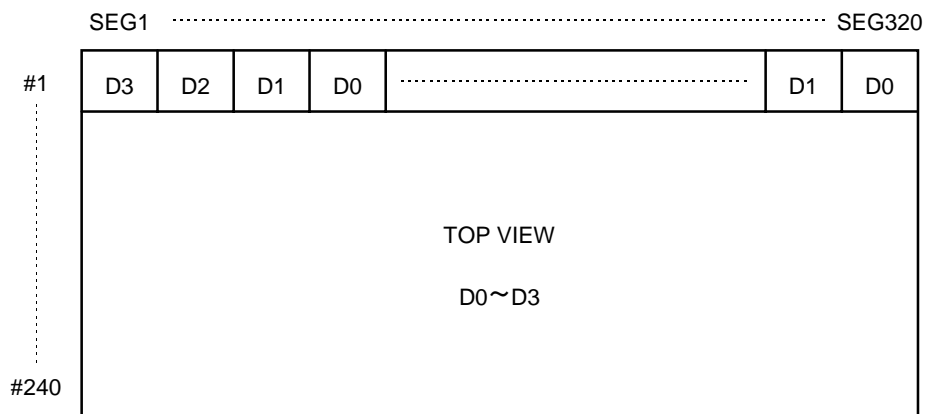 SEG1 SEG320
#1 D3 D2 D1 D0 D1 D0
TOP VIEW
D0～D3
#240